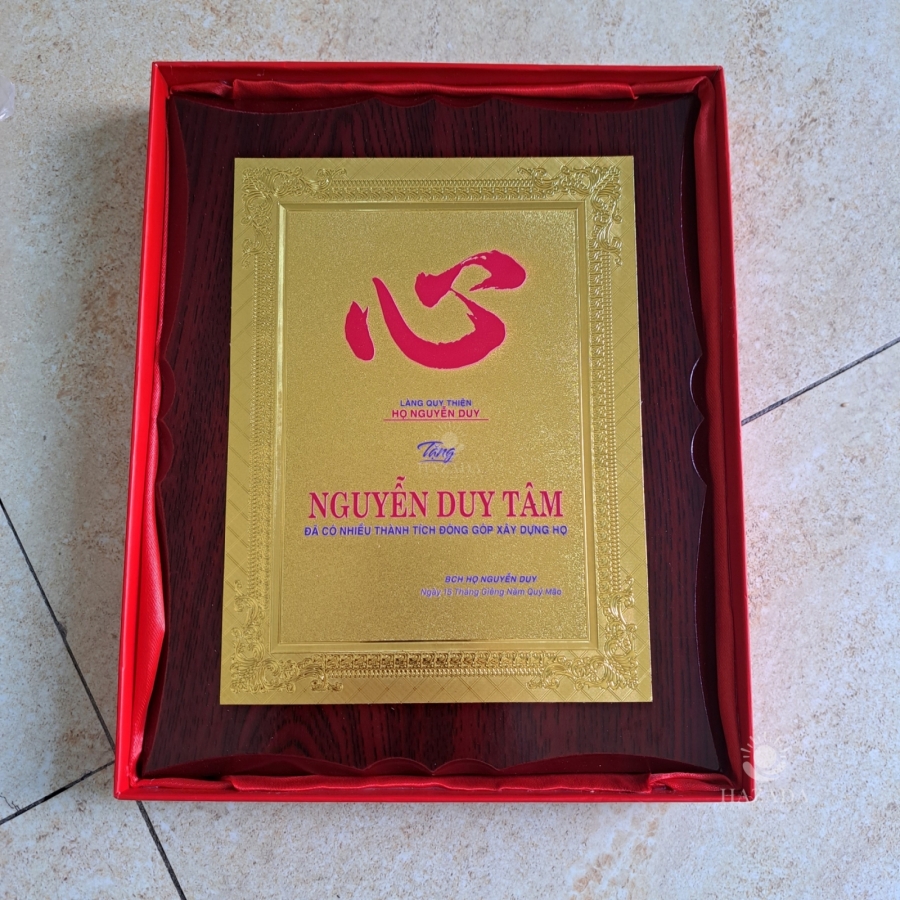 心
LÀNG QUY THIỆN
HỌ NGUYỄN DUY
Tặng
NGUYỄN DUY TÂM
ĐÃ CÓ NHIỀU THÀNH TÍCH ĐÓNG GÓP XÂY DỰNG HỌ
BCH HỌ NGUYỄN DUY
Ngày 15 Tháng Giêng Năm Quý Mão